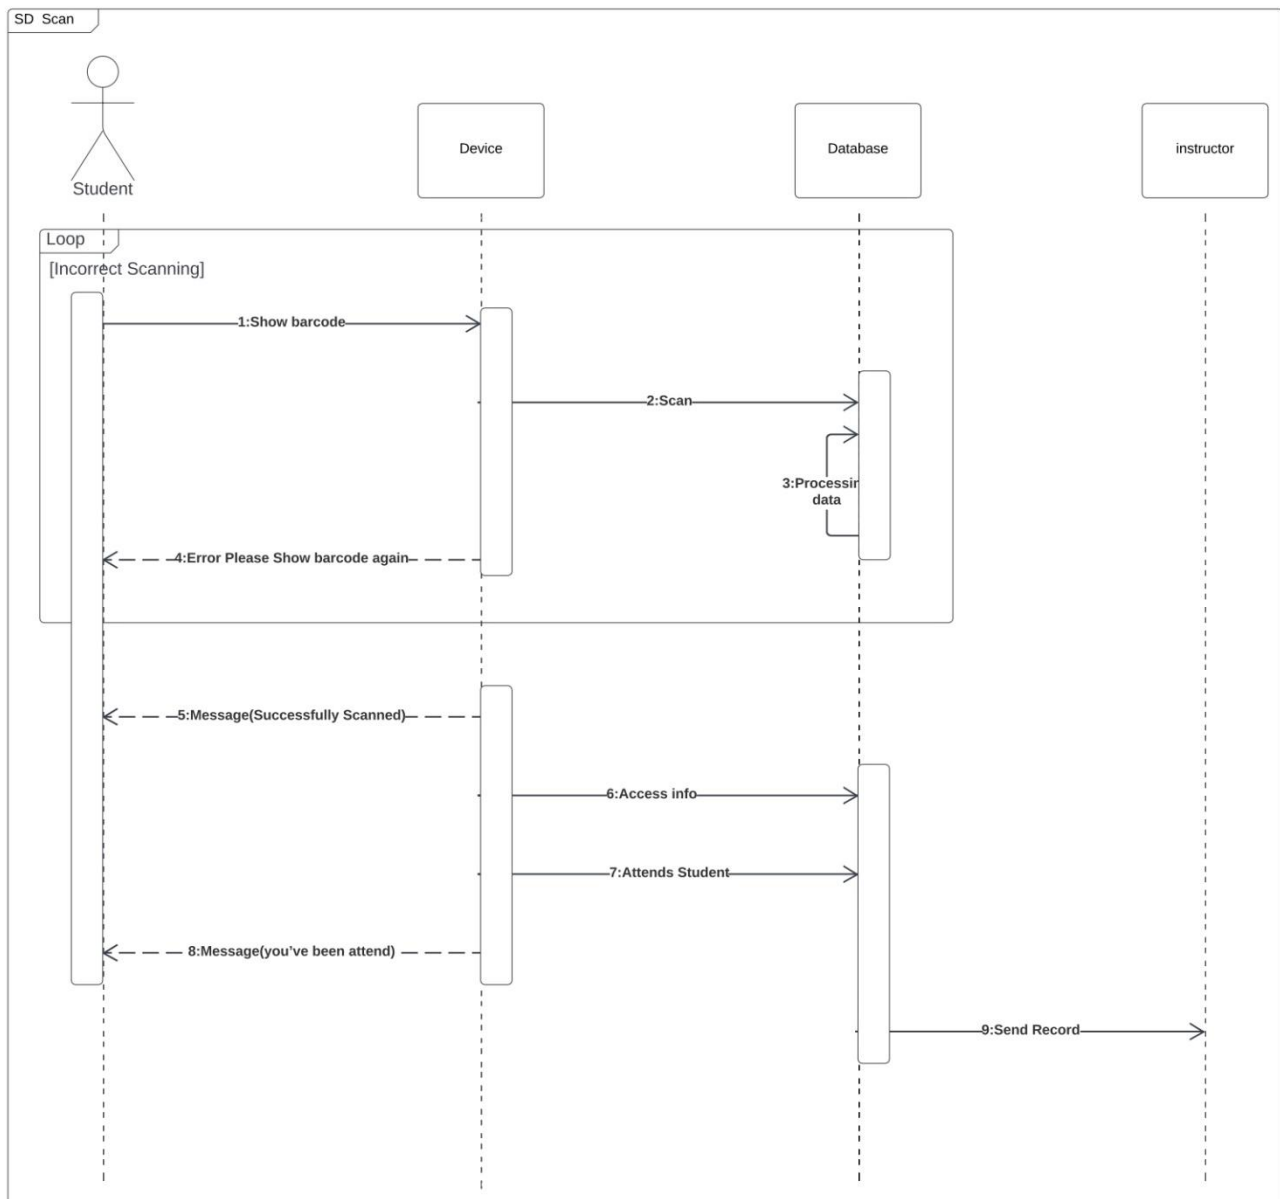 SD Scan
Student
Device
Database
instructor
Loop
[Incorrect Scanning]
1:Show barcode
2:Scan
3:Processin
data
4:Error Please Show barcode again
5:Message(Successfully Scanned)
6:Access info
7:Attends Student
8:Message(you've been attend)
9:Send Record